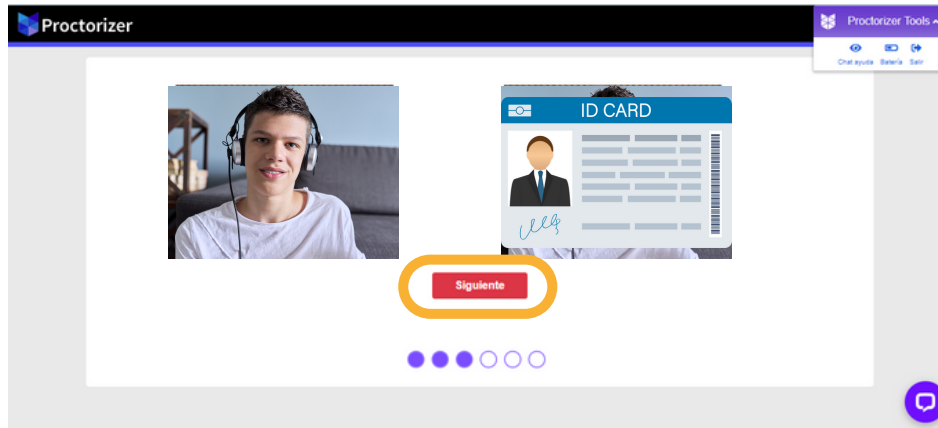 Proctorizer
Proctorizer Tools
Chat ayuda Batería Salir
ID CARD
Siguiente